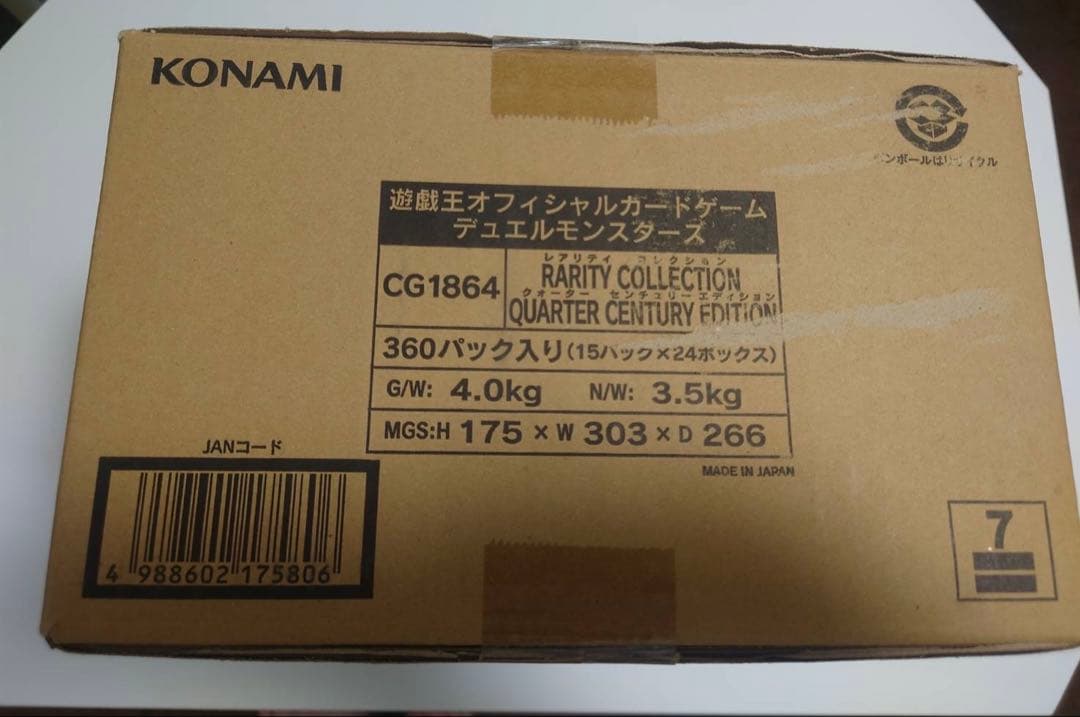 KONAMI
ダンボールはリサイクル
遊戯王オフィシャルカードゲーム
デュエルモンスターズ
CG1864
レアリティ コレクション
RARITY COLLECTION
クォーター センチュリー エディション
QUARTER CENTURY EDITION
360パック入り(15パック×24ボックス)
G/W: 4.0kg N/W: 3.5kg
MGS:H 175 × W 303 × D 266
MADE IN JAPAN
JANコード
4 988602 175806
7